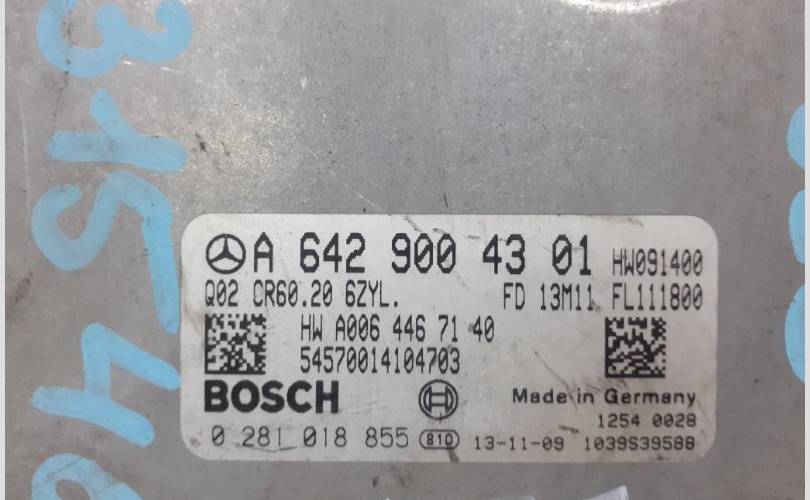 A 642 900 43 01 HW091400
Q02 CR60.20 6ZYL. FD 13M11 FL111800
HW A006 446 71 40
54570014104703
BOSCH Made in Germany
1254 0028
0 281 018 855 810 13-11-09 1039S39588